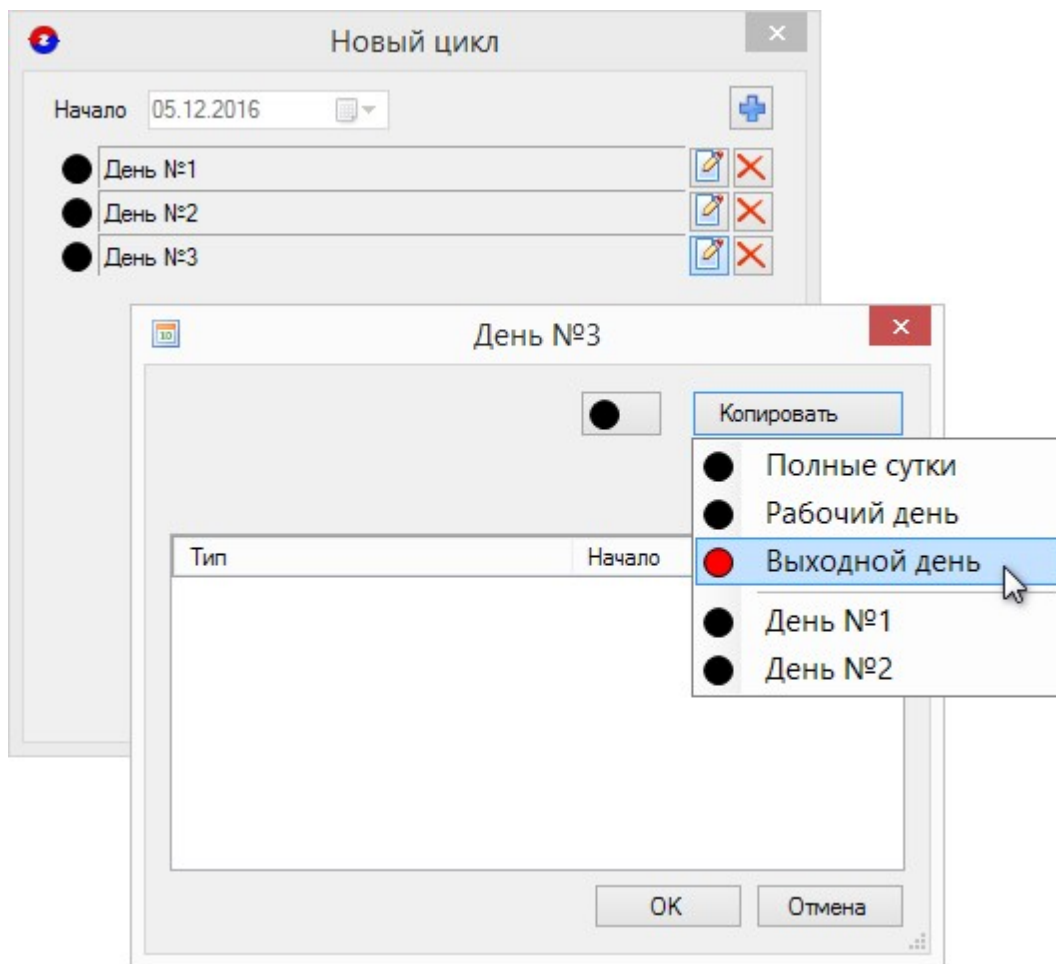 Новый цикл
Начало 05.12.2016
День №1
День №2
День №3
День №3
10
Копировать
Полные сутки
Рабочий день
Выходной день
День №1
День №2
Тип Начало
OK Отмена